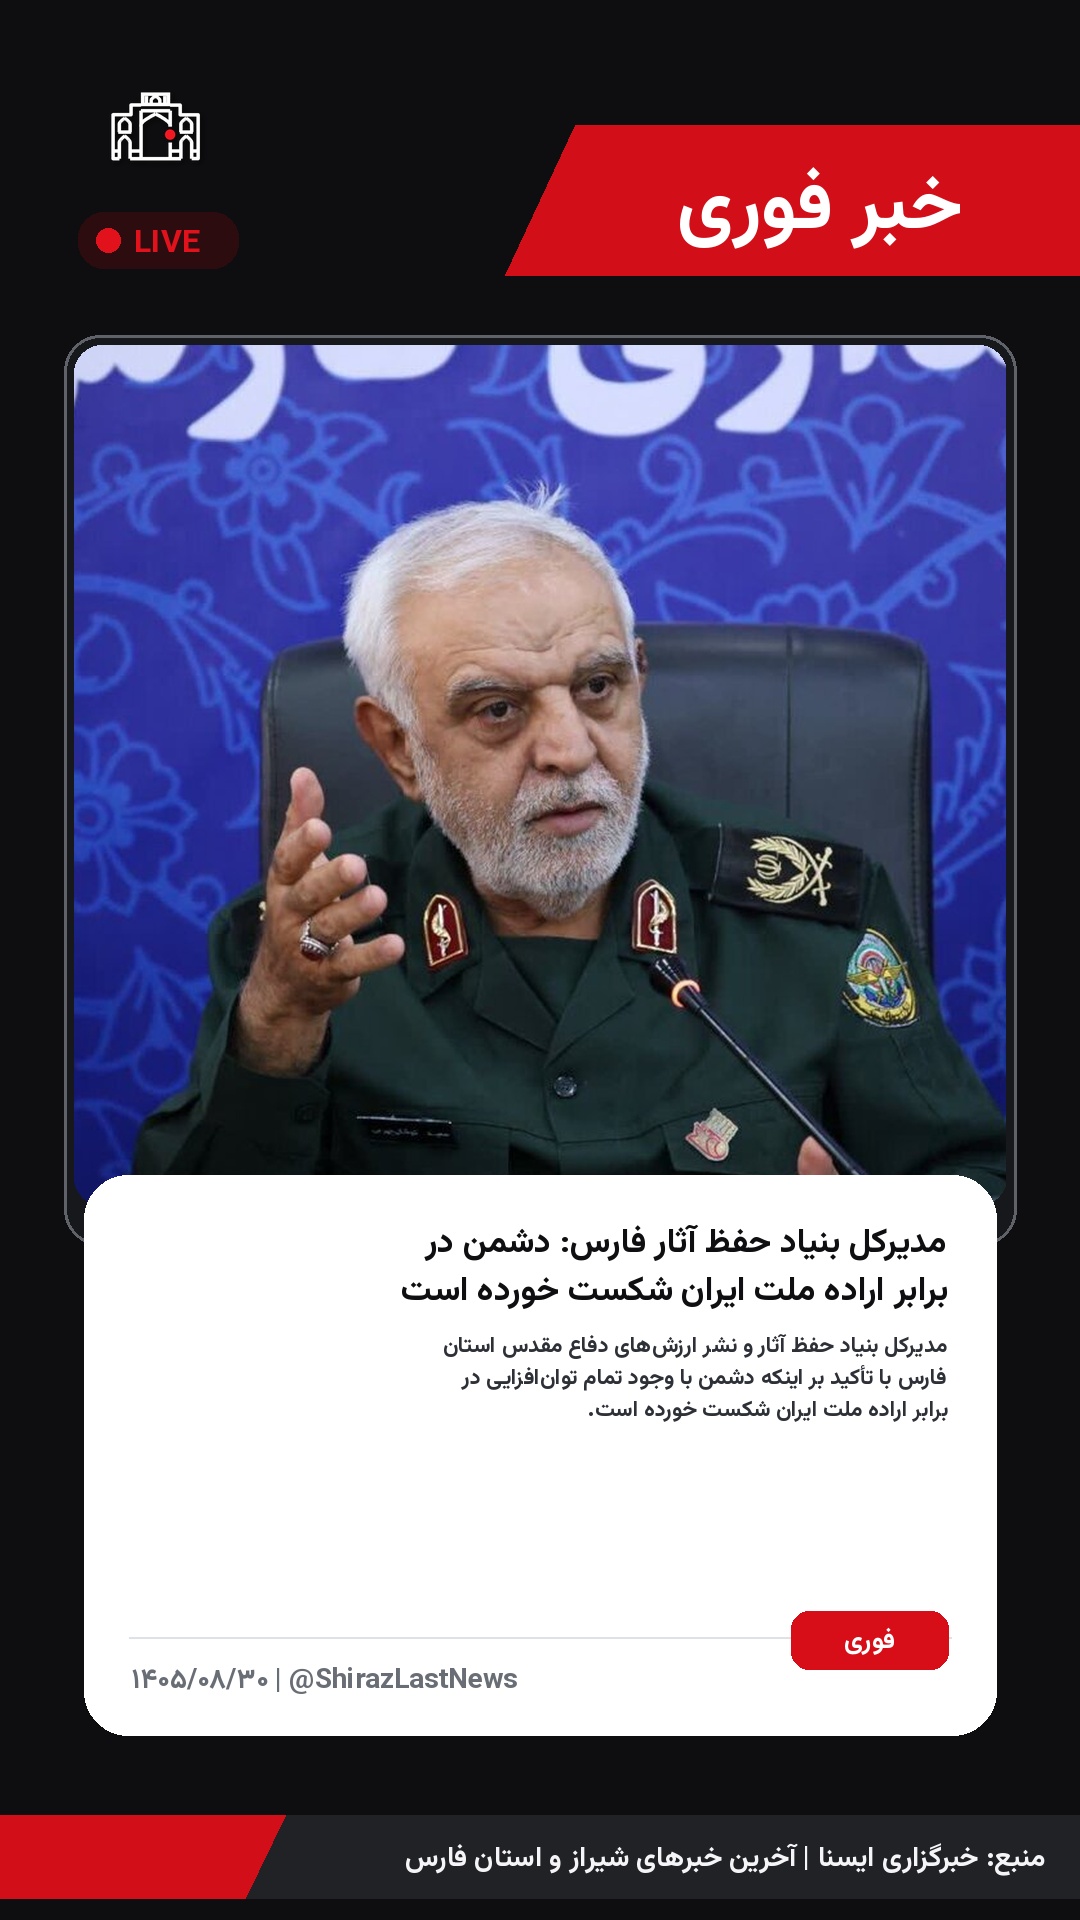 خبر فوری
LIVE
مدیرکل بنیاد حفظ آثار فارس: دشمن در
برابر اراده ملت ایران شکست خورده است
مدیرکل بنیاد حفظ آثار و نشر ارزش‌های دفاع مقدس استان
فارس با تأکید بر اینکه دشمن با وجود تمام توان‌افزایی در
برابر اراده ملت ایران شکست خورده است.
فوری
۱۴۰۵/۰۸/۳۰ | @ShirazLastNews
منبع: خبرگزاری ایسنا | آخرین خبرهای شیراز و استان فارس